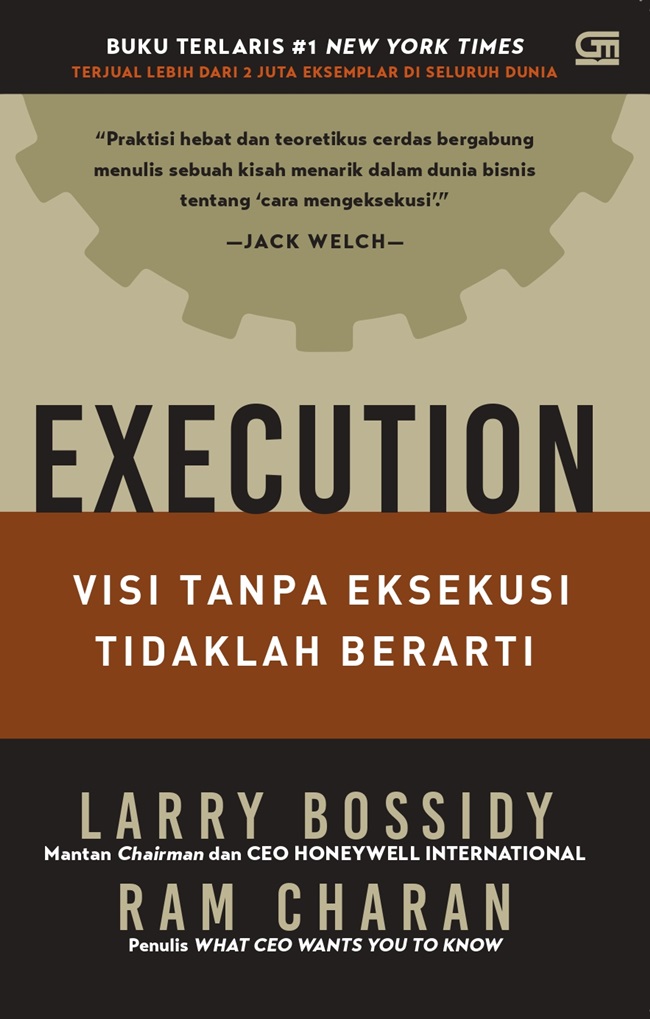 BUKU TERLARIS #1 NEW YORK TIMES
GM
TERJUAL LEBIH DARI 2 JUTA EKSEMPLAR DI SELURUH DUNIA
“Praktisi hebat dan teoretikus cerdas bergabung
menulis sebuah kisah menarik dalam dunia bisnis
tentang ‘cara mengeksekusi’.”
—JACK WELCH—
EXECUTION
VISI TANPA EKSEKUSI
TIDAKLAH BERARTI
LARRY BOSSIDY
Mantan Chairman dan CEO HONEYWELL INTERNATIONAL
RAM CHARAN
Penulis WHAT CEO WANTS YOU TO KNOW